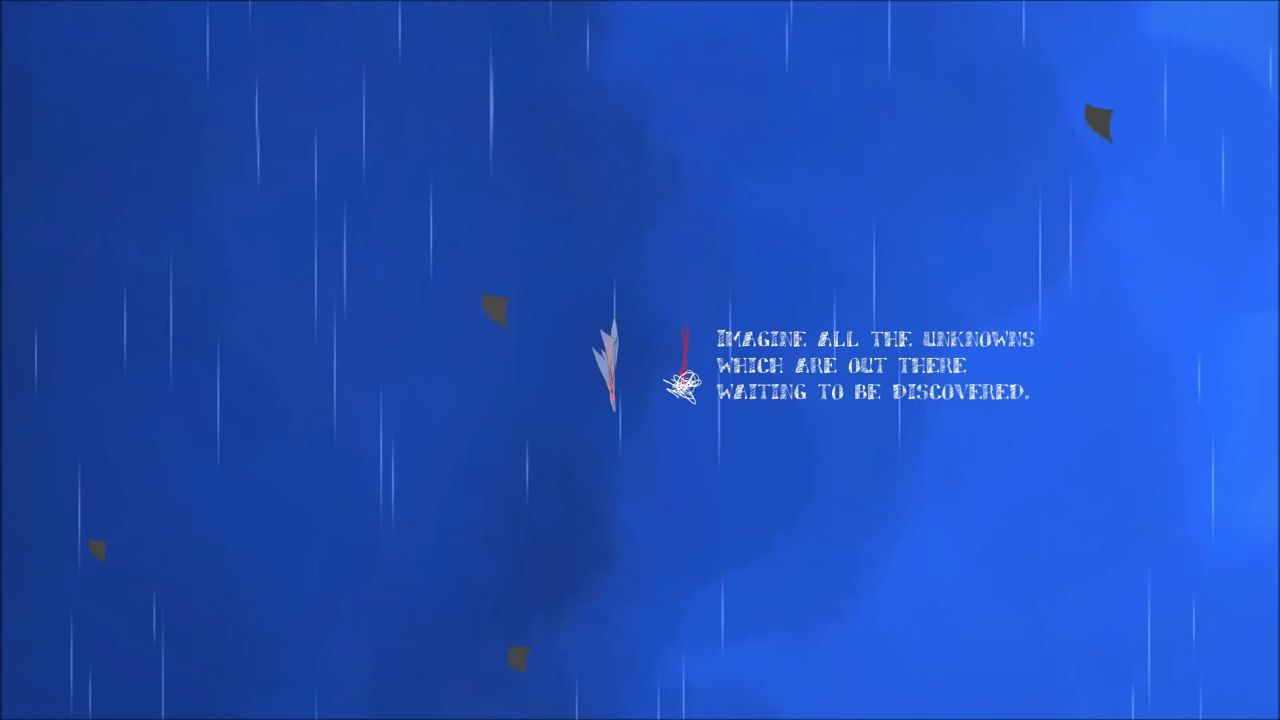 Imagine all the unknowns
which are out there
waiting to be discovered.